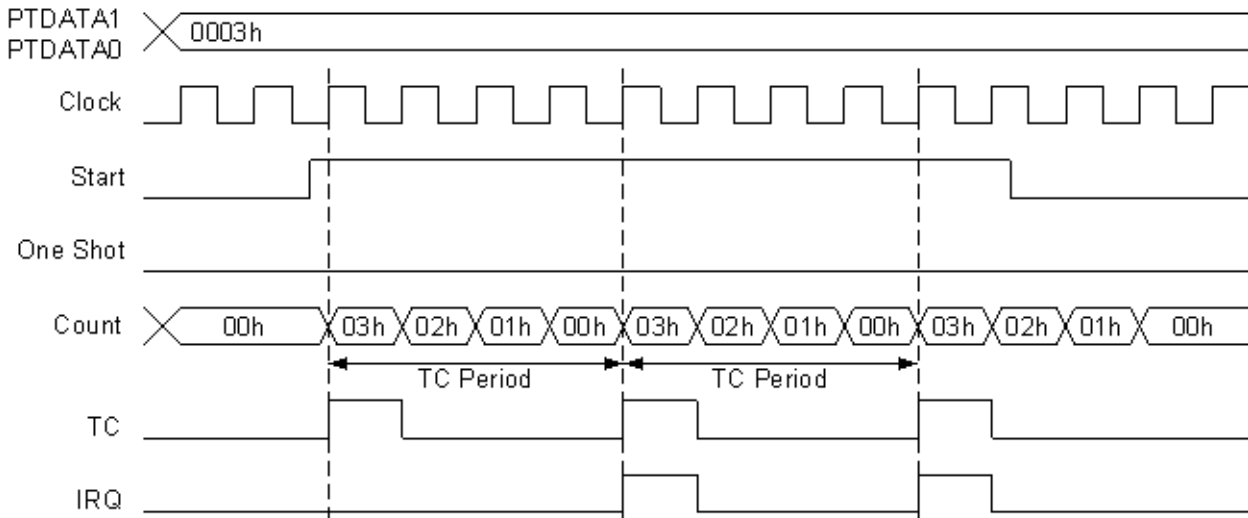 PTDATA1
PTDATA0
0003h
Clock
Start
One Shot
Count 00h 03h 02h 01h 00h 03h 02h 01h 00h 03h 02h 01h 00h
TC Period TC Period
TC
IRQ